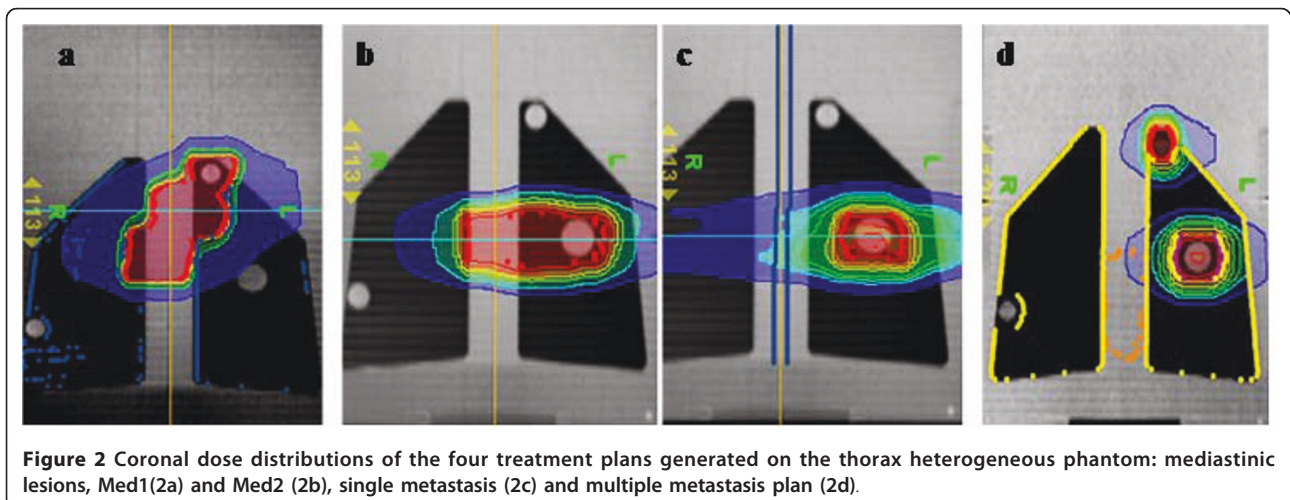 a
b
c
d
R
L
113
R
L
113
R
L
113
R
L
Figure 2 Coronal dose distributions of the four treatment plans generated on the thorax heterogeneous phantom: mediastinic
lesions, Med1(2a) and Med2 (2b), single metastasis (2c) and multiple metastasis plan (2d).